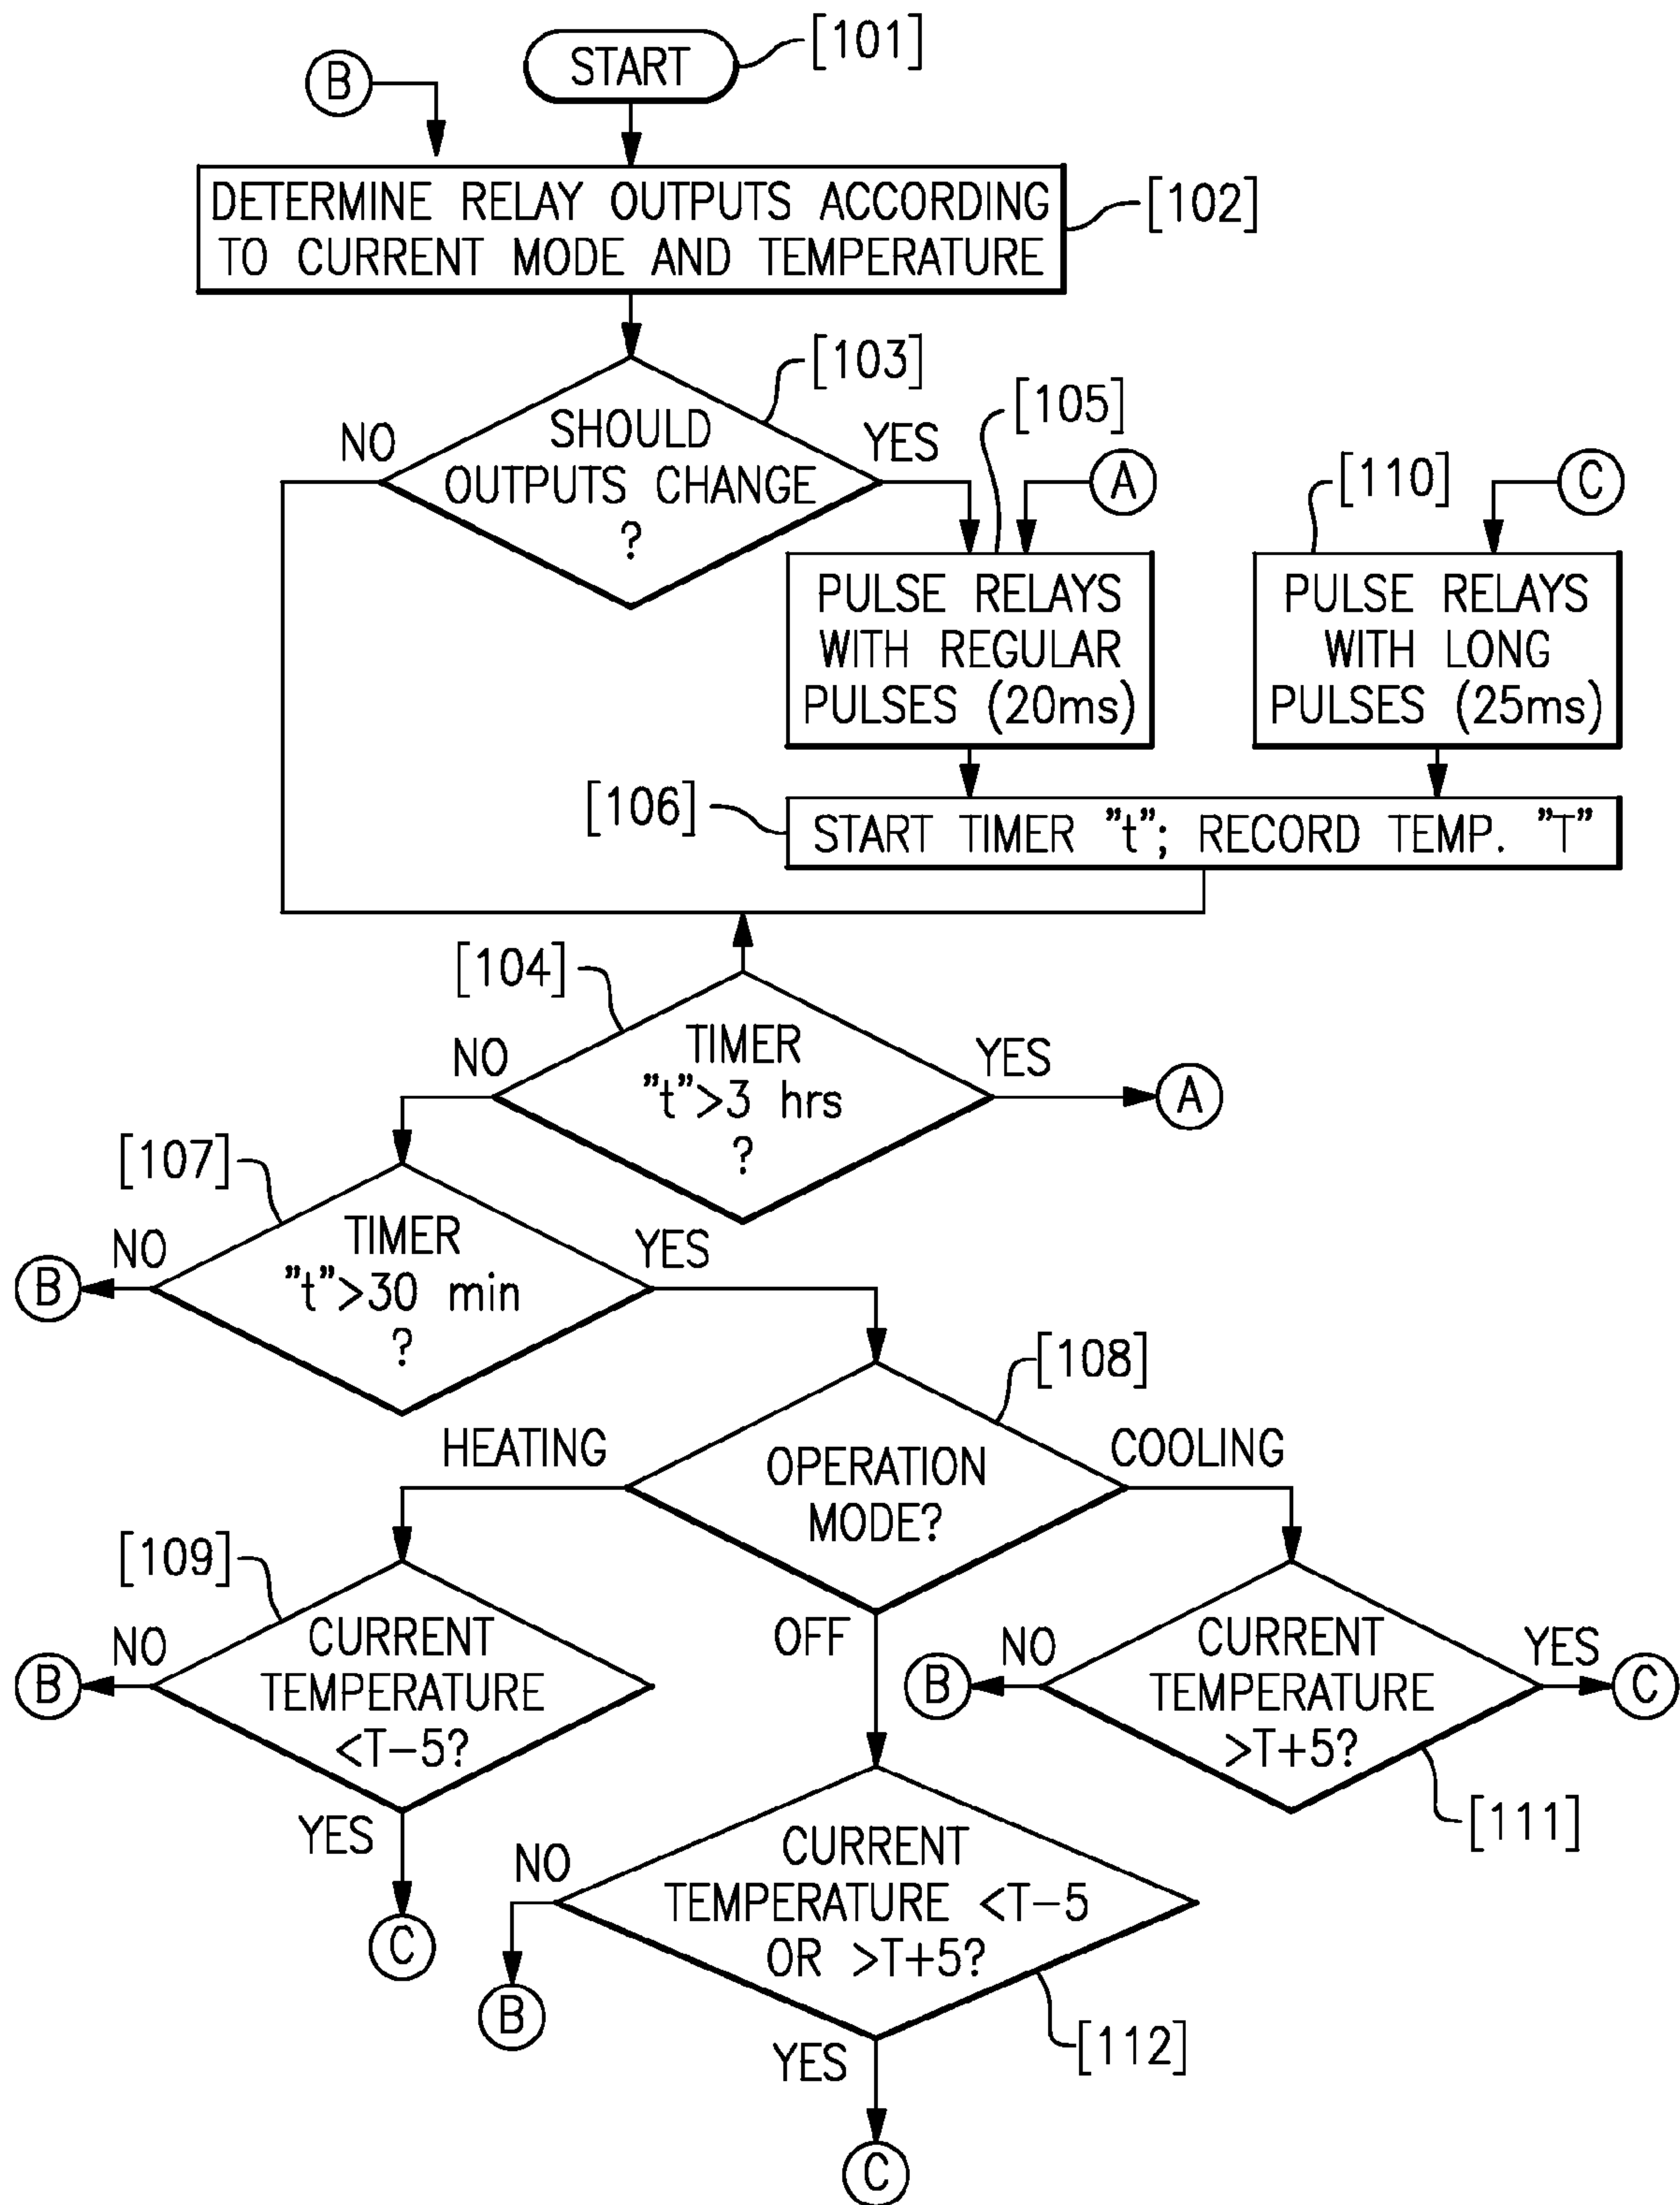 START
[101]
B
DETERMINE RELAY OUTPUTS ACCORDING
TO CURRENT MODE AND TEMPERATURE
[102]
[103]
NO
SHOULD
OUTPUTS CHANGE
?
YES
[105]
A
[110]
C
PULSE RELAYS
WITH REGULAR
PULSES (20ms)
PULSE RELAYS
WITH LONG
PULSES (25ms)
[106]
START TIMER "t"; RECORD TEMP. "T"
[104]
NO
TIMER
"t">3 hrs
?
YES
A
[107]
NO
B
TIMER
"t">30 min
?
YES
[108]
HEATING
OPERATION
MODE?
COOLING
OFF
[109]
NO
B
CURRENT
TEMPERATURE
<T-5?
YES
C
NO
B
CURRENT
TEMPERATURE
>T+5?
YES
C
[111]
NO
B
CURRENT
TEMPERATURE <T-5
OR >T+5?
[112]
YES
C